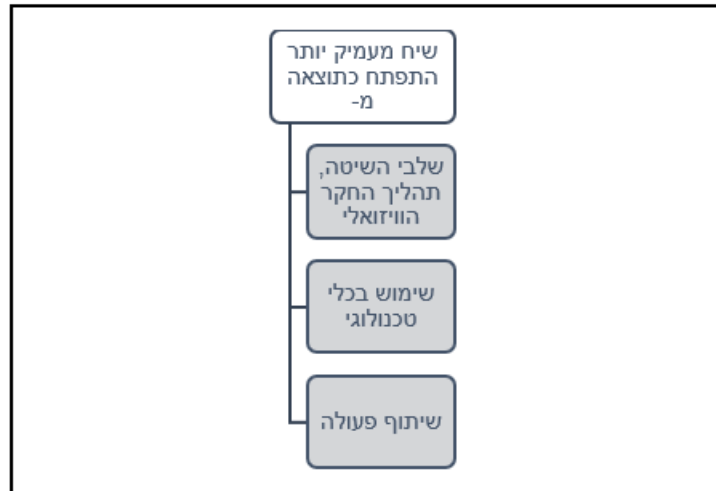 שיח מעמיק יותר
התפתח כתוצאה
מ-
שלבי השיטה,
תהליך החקר
הוויזואלי
שימוש בכלי
טכנולוגי
שיתוף פעולה